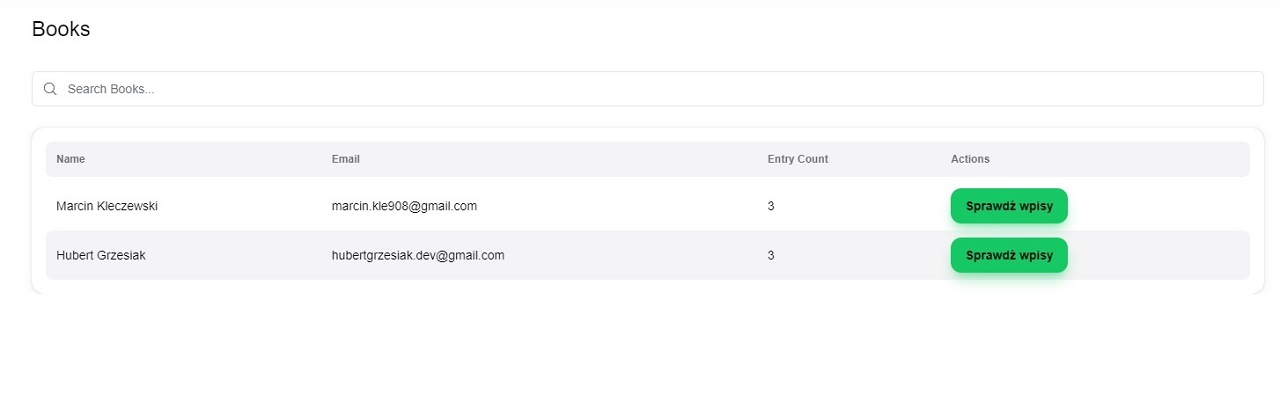 Books
Search Books...
Name Email Entry Count Actions
Marcin Kleczewski marcin.kle908@gmail.com 3 Sprawdź wpisy
Hubert Grzesiak hubertgrzesiak.dev@gmail.com 3 Sprawdź wpisy